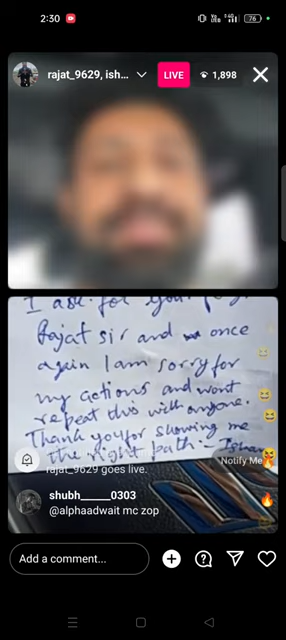 2:30
76
rajat_9629, ish...
LIVE
1,898
I ask for your
Rajat sir and once
again I am sorry for
my actions and wont
repeat this with anyone.
Thank you for showing me
the right path -
Notify Me
rajat_9629 goes live.
shubh_____0303
@alphaadwait mc zop
Add a comment...